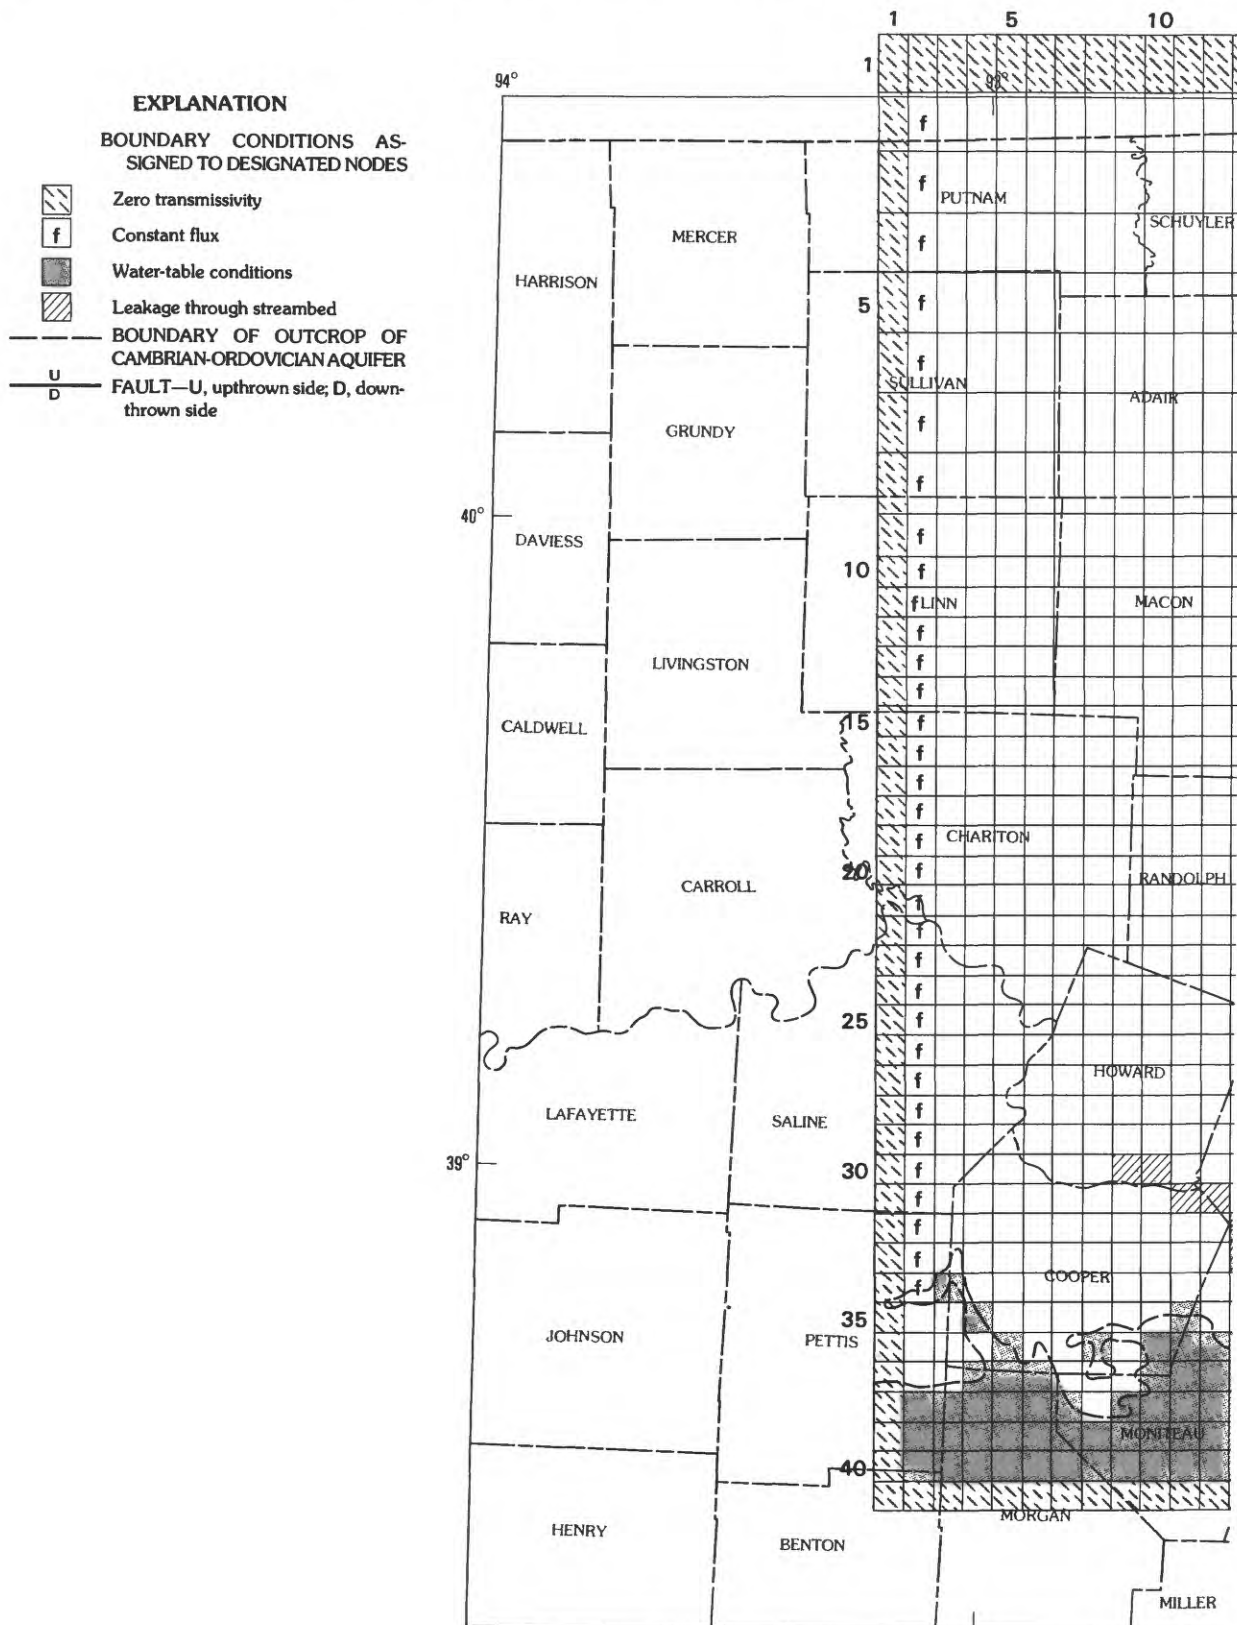 1 5 10
1
94°
93°
EXPLANATION
BOUNDARY CONDITIONS AS-
SIGNED TO DESIGNATED NODES
Zero transmissivity
f Constant flux
Water-table conditions
Leakage through streambed
BOUNDARY OF OUTCROP OF
CAMBRIAN-ORDOVICIAN AQUIFER
U
D
FAULT—U, upthrown side; D, down-
thrown side
f
f
PUTNAM
SCHUYLER
MERCER
f
HARRISON
5 f
f
SULLIVAN
ADAIR
f
GRUNDY
f
40°
DAVIESS
f
10 f
f LINN
MACON
f
LIVINGSTON
f
f
15 f
CALDWELL
f
f
f
f
CHARITON
20 f
RANDOLPH
CARROLL
f
RAY
f
f
f
25 f
f
f
HOWARD
LAFAYETTE
f
SALINE
f
39°
30 f
f
f
f
COOPER
f
35
JOHNSON
PETTIS
MONITEAU
40
MORGAN
HENRY
BENTON
MILLER